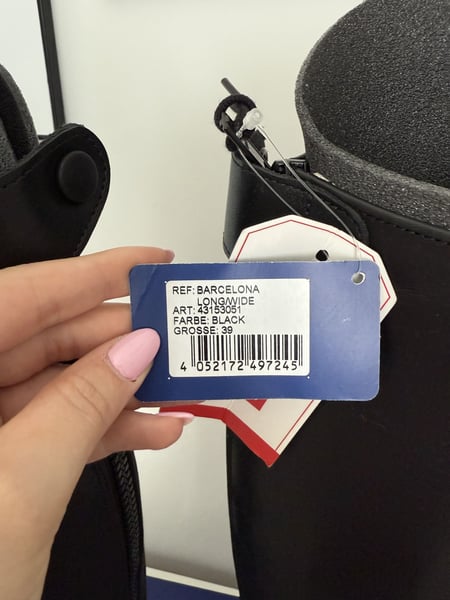 REF: BARCELONA
LONG/WIDE
ART: 43153051
FARBE: BLACK
GROSSE: 39
4 052172 497245